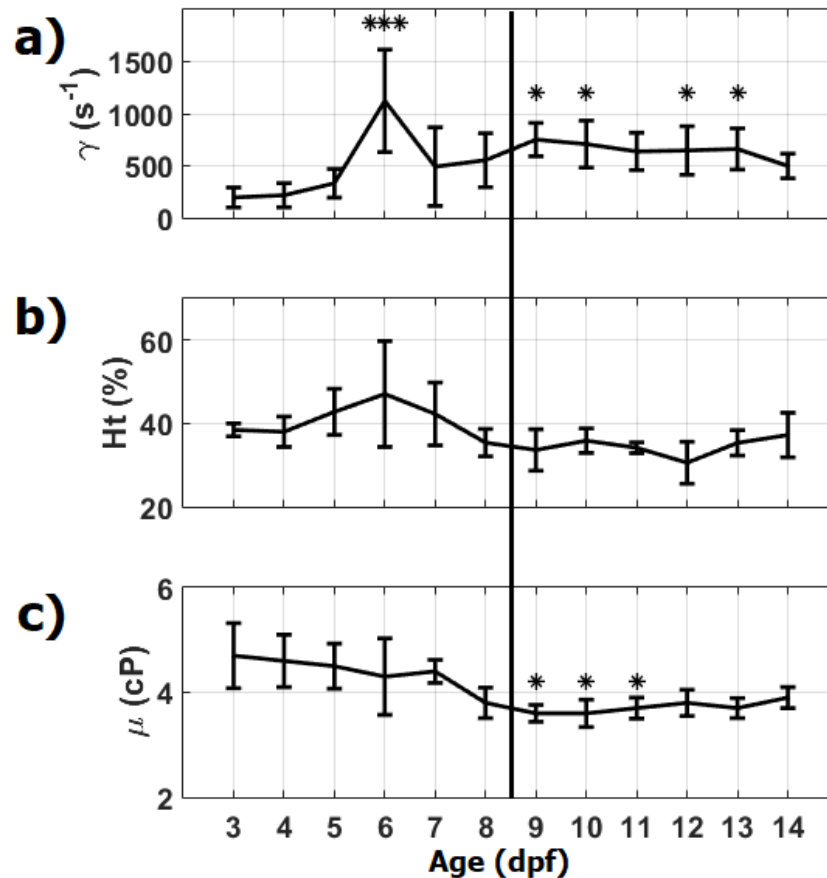 a)
***
1500
* * * *
1000
500
0
γ (s⁻¹)
b)
60
40
20
Ht (%)
c)
6
* * *
4
2
μ (cP)
3 4 5 6 7 8 9 10 11 12 13 14
Age (dpf)